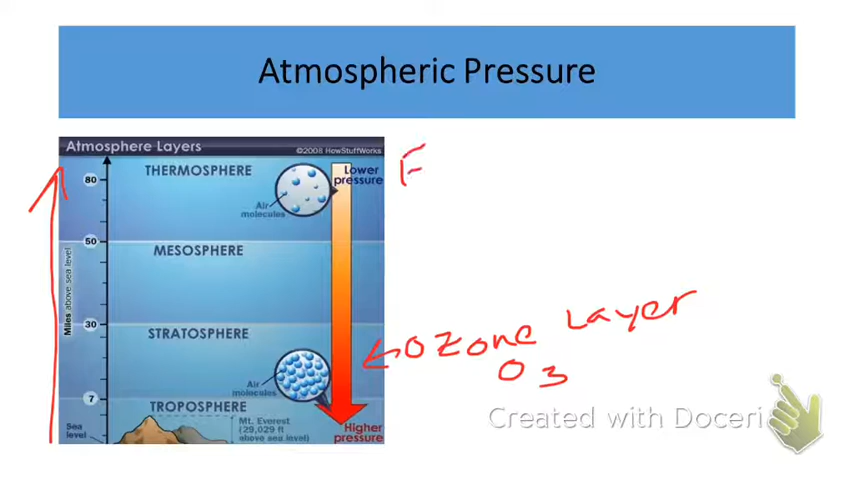 Atmospheric Pressure
Atmosphere Layers
©2008 HowStuffWorks
80
THERMOSPHERE
Lower
pressure
F
Air
molecules
50
MESOSPHERE
Miles above sea level
30
STRATOSPHERE
Ozone Layer
O3
Air
molecules
7
TROPOSPHERE
Sea
level
Mt. Everest
(29,029 ft
above sea level)
Higher
pressure
Created with Doceri